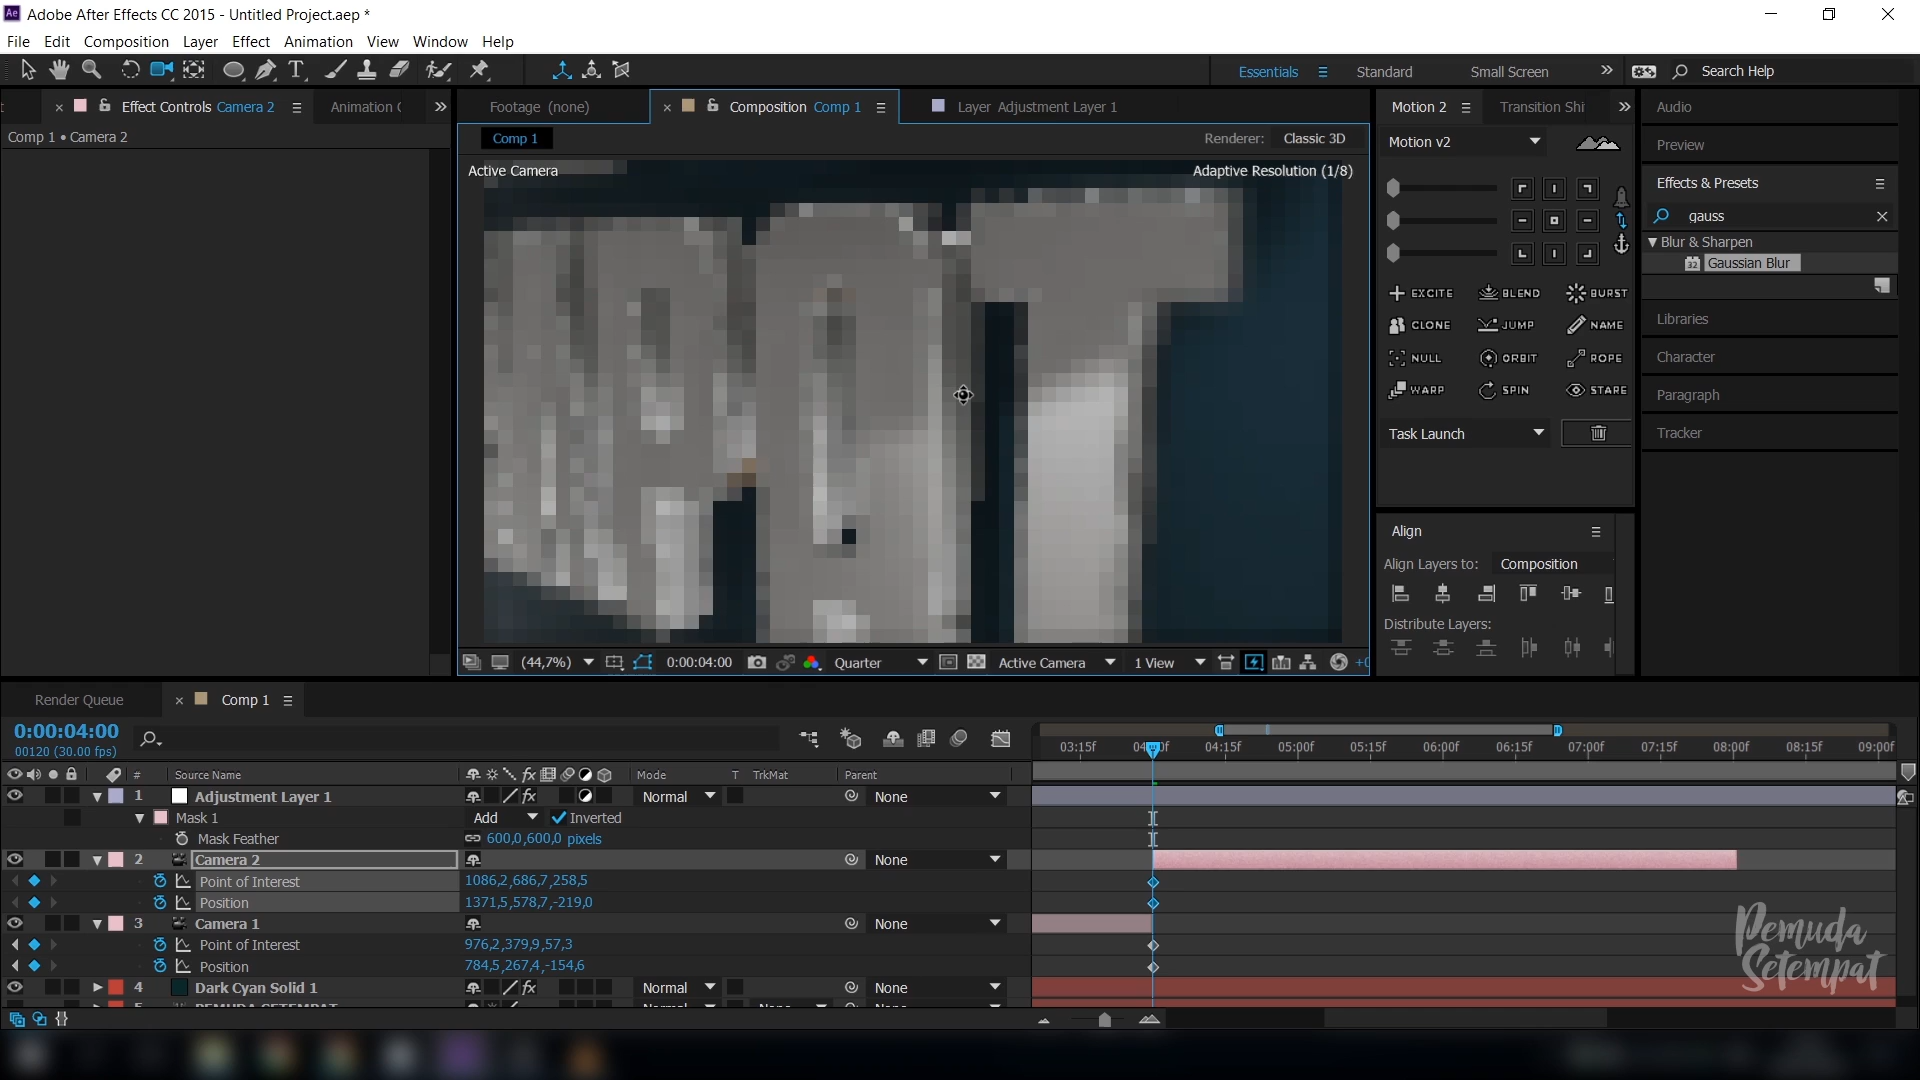 Adobe After Effects CC 2015 - Untitled Project.aep *
File Edit Composition Layer Effect Animation View Window Help
Essentials Standard Small Screen Search Help
Effect Controls Camera 2 Animation
Footage (none) Composition Comp 1 Layer Adjustment Layer 1
Motion 2 Transition Shi Audio
Comp 1 • Camera 2
Comp 1 Renderer: Classic 3D
Motion v2
Preview
Active Camera Adaptive Resolution (1/8)
Effects & Presets
gauss
Blur & Sharpen
32 Gaussian Blur
EXCITE BLEND BURST
CLONE JUMP NAME
NULL ORBIT ROPE
WARP SPIN STARE
Task Launch
Libraries
Character
Paragraph
Tracker
Align
Align Layers to: Composition
Distribute Layers:
(44,7%) 0:00:04:00 Quarter Active Camera 1 View +0
Render Queue Comp 1
0:00:04:00
00120 (30.00 fps)
03:15f 04:15f 05:00f 05:15f 06:00f 06:15f 07:00f 07:15f 08:00f 08:15f 09:00f
# Source Name fx Mode T TrkMat Parent
1 Adjustment Layer 1 fx Normal None
Mask 1 Add Inverted
Mask Feather 600,0,600,0 pixels
2 Camera 2 None
Point of Interest 1086,2,686,7,258,5
Position 1371,5,578,7,-219,0
3 Camera 1 None
Point of Interest 976,2,379,9,57,3
Position 784,5,267,4,-154,6
4 Dark Cyan Solid 1 fx Normal None
Pemuda
Setempat